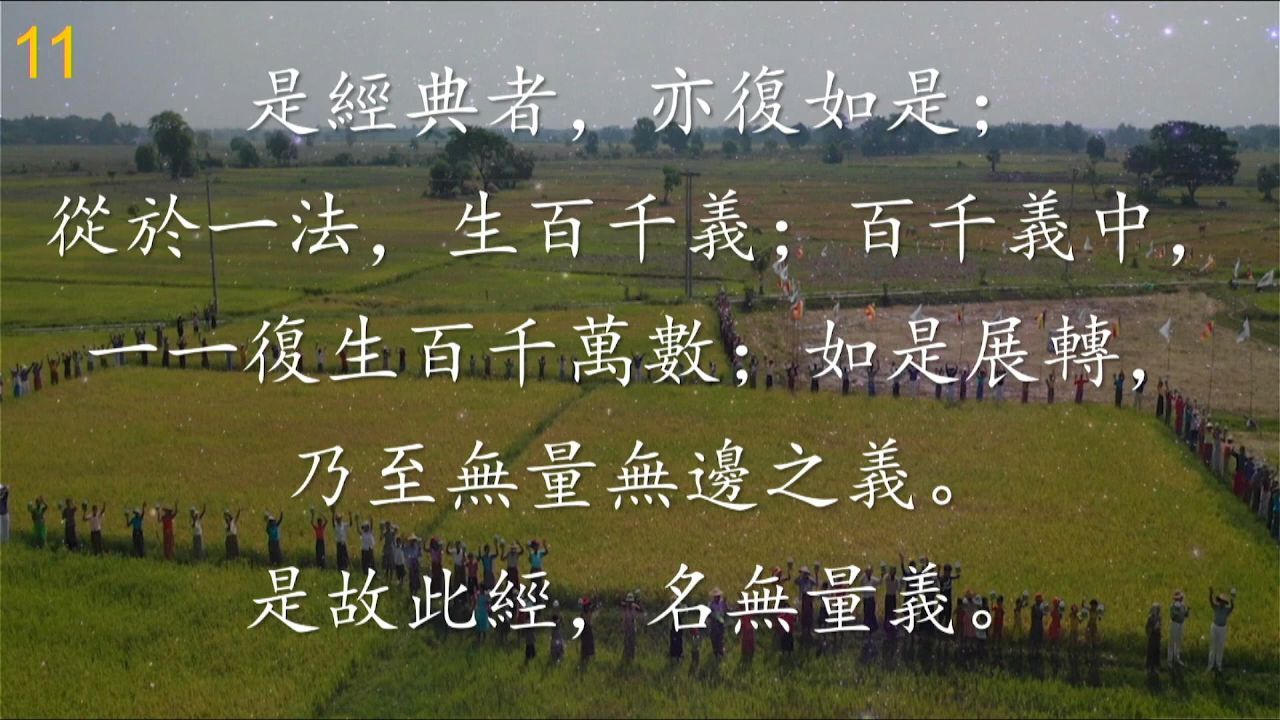 11
是經典者，亦復如是；
從於一法，生百千義；百千義中，
一一復生百千萬數；如是展轉，
乃至無量無邊之義。
是故此經，名無量義。